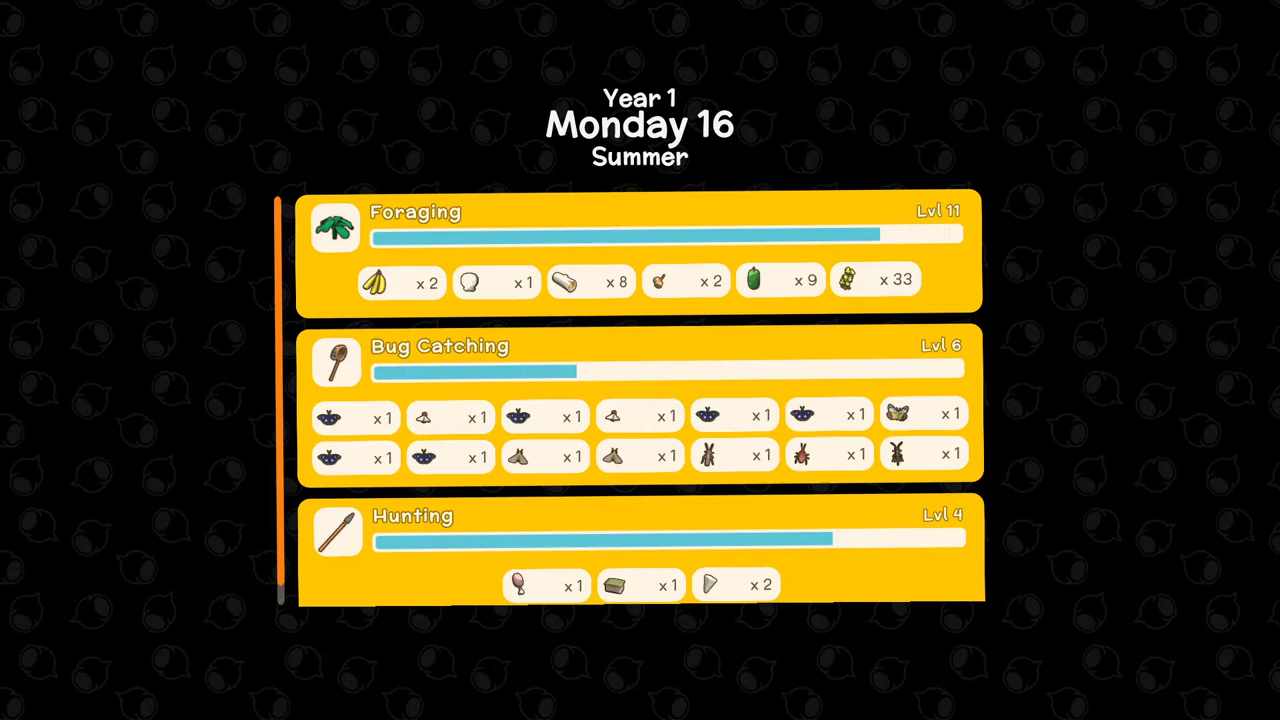 Year 1
Monday 16
Summer
Foraging Lvl 11
x 2 x 1 x 8 x 2 x 9 x 33
Bug Catching Lvl 6
x 1 x 1 x 1 x 1 x 1 x 1 x 1
x 1 x 1 x 1 x 1 x 1 x 1 x 1
Hunting Lvl 4
x 1 x 1 x 2